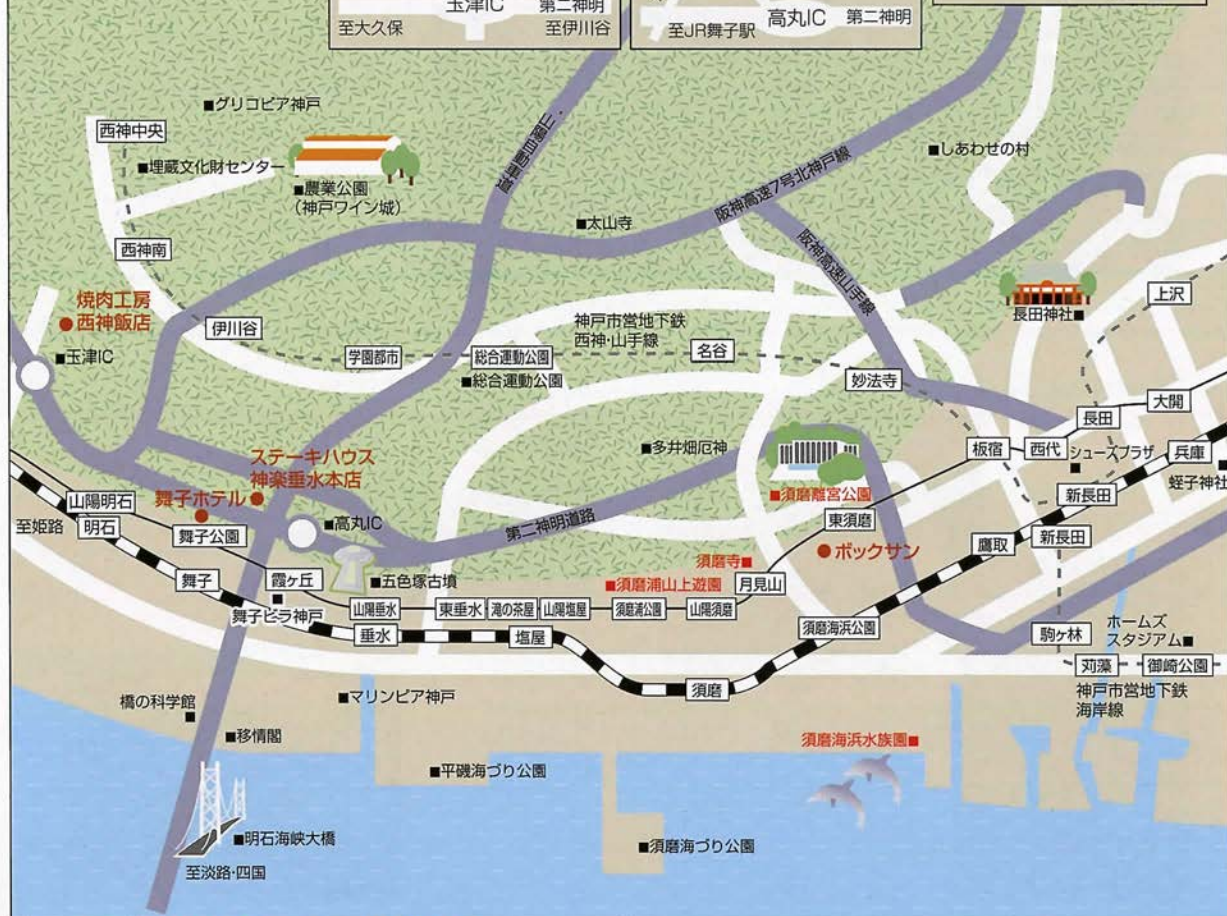 玉津IC
第二神明
至大久保
至伊川谷
高丸IC
第二神明
至JR舞子駅
■グリコピア神戸
西神中央
■埋蔵文化財センター
■農業公園
(神戸ワイン城)
山陽自動車道
阪神高速7号北神戸線
■しあわせの村
■太山寺
阪神高速山手線
西神南
焼肉工房
西神飯店
■玉津IC
伊川谷
学園都市
神戸市営地下鉄
西神・山手線
総合運動公園
■総合運動公園
名谷
妙法寺
長田神社■
上沢
大開
長田
板宿
西代
シューズプラザ
兵庫
蛭子神社
新長田
新長田
鷹取
■多井畑厄神
■須磨離宮公園
東須磨
ボックサン
ステーキハウス
神楽垂水本店
舞子ホテル
山陽明石
明石
至姫路
舞子公園
■高丸IC
第二神明道路
須磨寺■
月見山
■須磨浦山上遊園
■五色塚古墳
舞子
霞ヶ丘
舞子ビラ神戸
山陽垂水
東垂水
滝の茶屋
山陽塩屋
須磨浦公園
山陽須磨
垂水
塩屋
須磨
須磨海浜公園
駒ヶ林
ホームズ
スタジアム■
苅藻
御崎公園
神戸市営地下鉄
海岸線
橋の科学館
■マリンピア神戸
■移情閣
須磨海浜水族園■
■平磯海づり公園
■明石海峡大橋
■須磨海づり公園
至淡路・四国